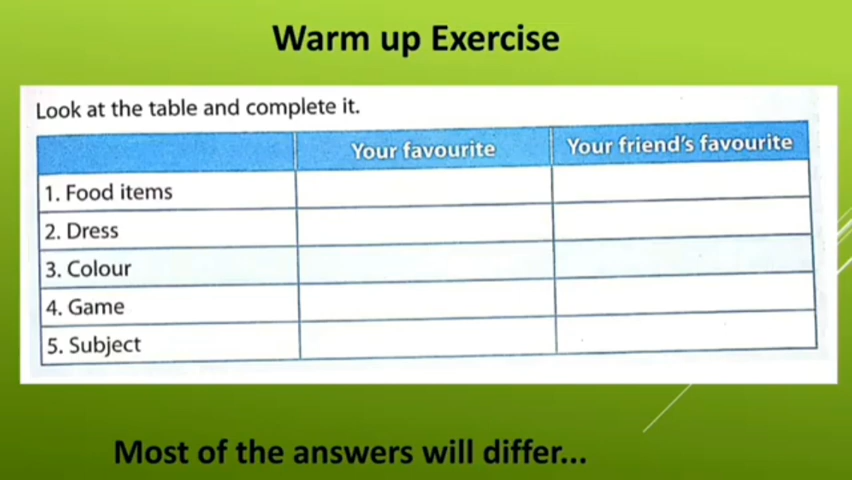 Warm up Exercise
Look at the table and complete it.
Your favourite Your friend's favourite
1. Food items
2. Dress
3. Colour
4. Game
5. Subject
Most of the answers will differ...